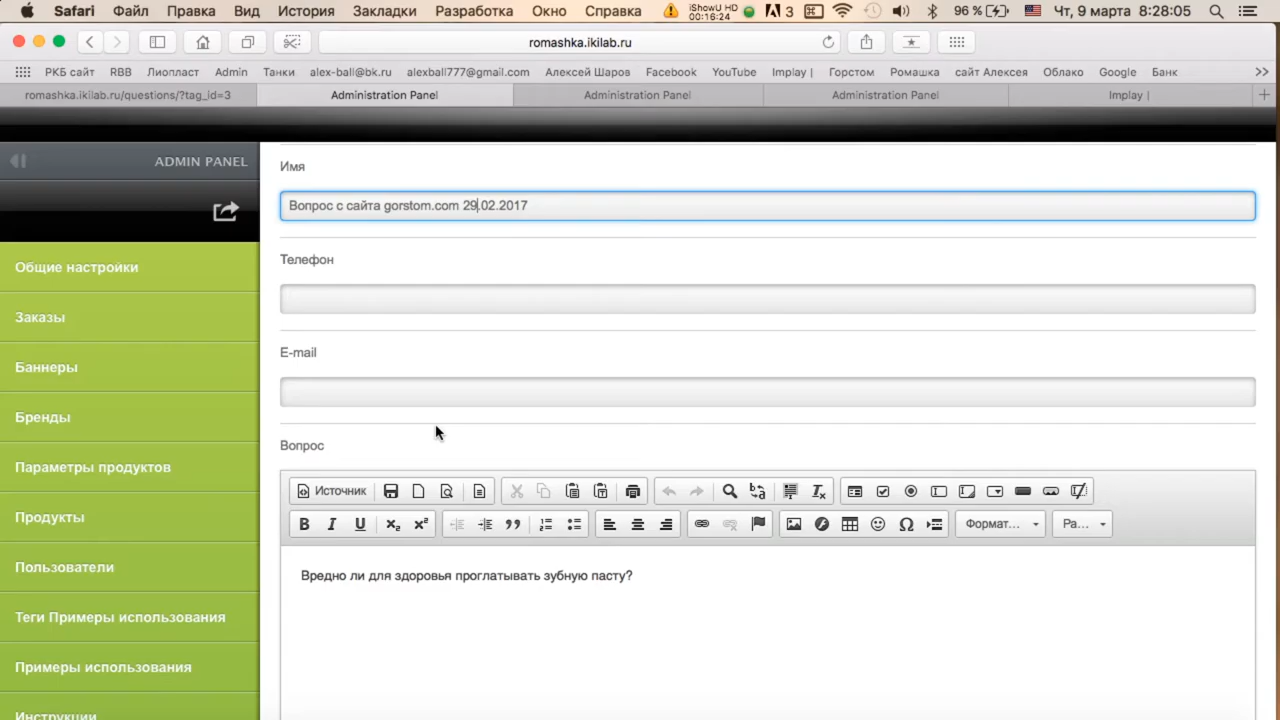 Safari Файл Правка Вид История Закладки Разработка Окно Справка iShowU HD 00:16:24 3 96 % Чт, 9 марта 8:28:05
romashka.ikilab.ru
РКБ сайт RBB Лиопласт Admin Танки alex-ball@bk.ru alexball777@gmail.com Алексей Шаров Facebook YouTube Implay | Горстом Ромашка сайт Алексея Облако Google Банк
romashka.ikilab.ru/questions/?tag_id=3 Administration Panel Administration Panel Administration Panel Implay |
ADMIN PANEL
Общие настройки
Заказы
Баннеры
Бренды
Параметры продуктов
Продукты
Пользователи
Теги Примеры использования
Примеры использования
Инструкции
Имя
Вопрос с сайта gorstom.com 29.02.2017
Телефон
E-mail
Вопрос
Источник
Формат... Ра...
Вредно ли для здоровья проглатывать зубную пасту?